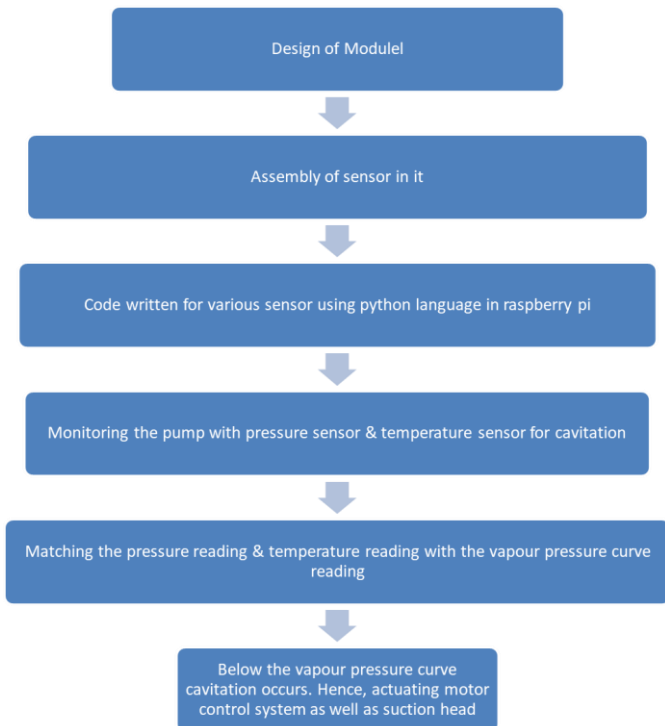 Design of Modulel
Assembly of sensor in it
Code written for various sensor using python language in raspberry pi
Monitoring the pump with pressure sensor & temperature sensor for cavitation
Matching the pressure reading & temperature reading with the vapour pressure curve
reading
Below the vapour pressure curve
cavitation occurs. Hence, actuating motor
control system as well as suction head